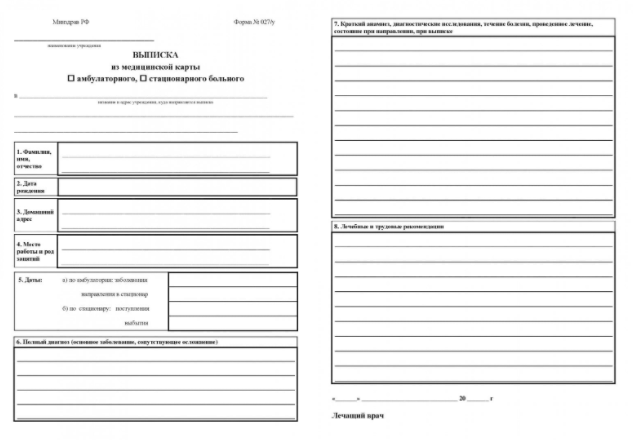 Минздрав РФ Форма № 027/у
наименование учреждения
ВЫПИСКА
из медицинской карты
☐ амбулаторного, ☐ стационарного больного
В
название и адрес учреждения, куда направляется выписка
1. Фамилия,
имя,
отчество
2. Дата
рождения
3. Домашний
адрес
4. Место
работы и род
занятий
5. Даты: а) по амбулатории: заболевания
направления в стационар
б) по стационару: поступления
выбытия
6. Полный диагноз (основное заболевание, сопутствующее осложнение)
7. Краткий анамнез, диагностические исследования, течение болезни, проведенное лечение,
состояние при направлении, при выписке
8. Лечебные и трудовые рекомендации
«______» ______________________ 20 ______ г
Лечащий врач